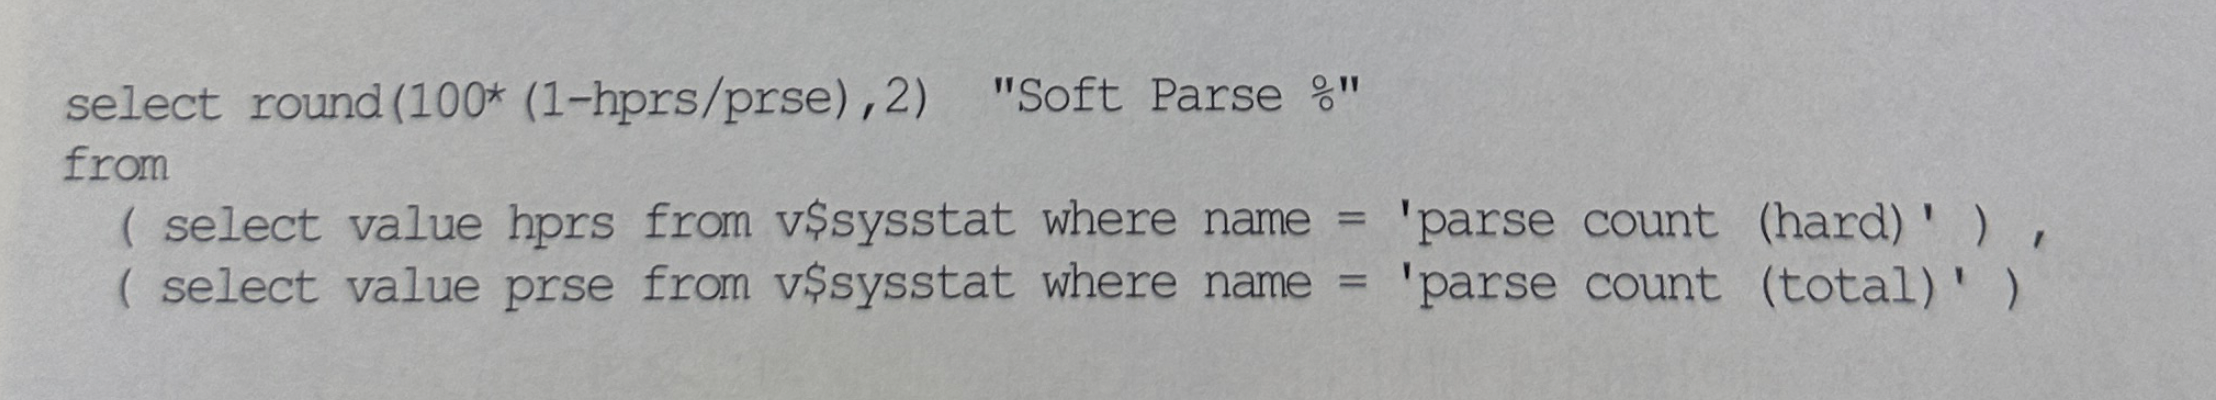 select round(100*(1-hprs/prse),2)  "Soft Parse %"
from
  ( select value hprs from v$sysstat where name = 'parse count (hard)' ) ,
  ( select value prse from v$sysstat where name = 'parse count (total)' )